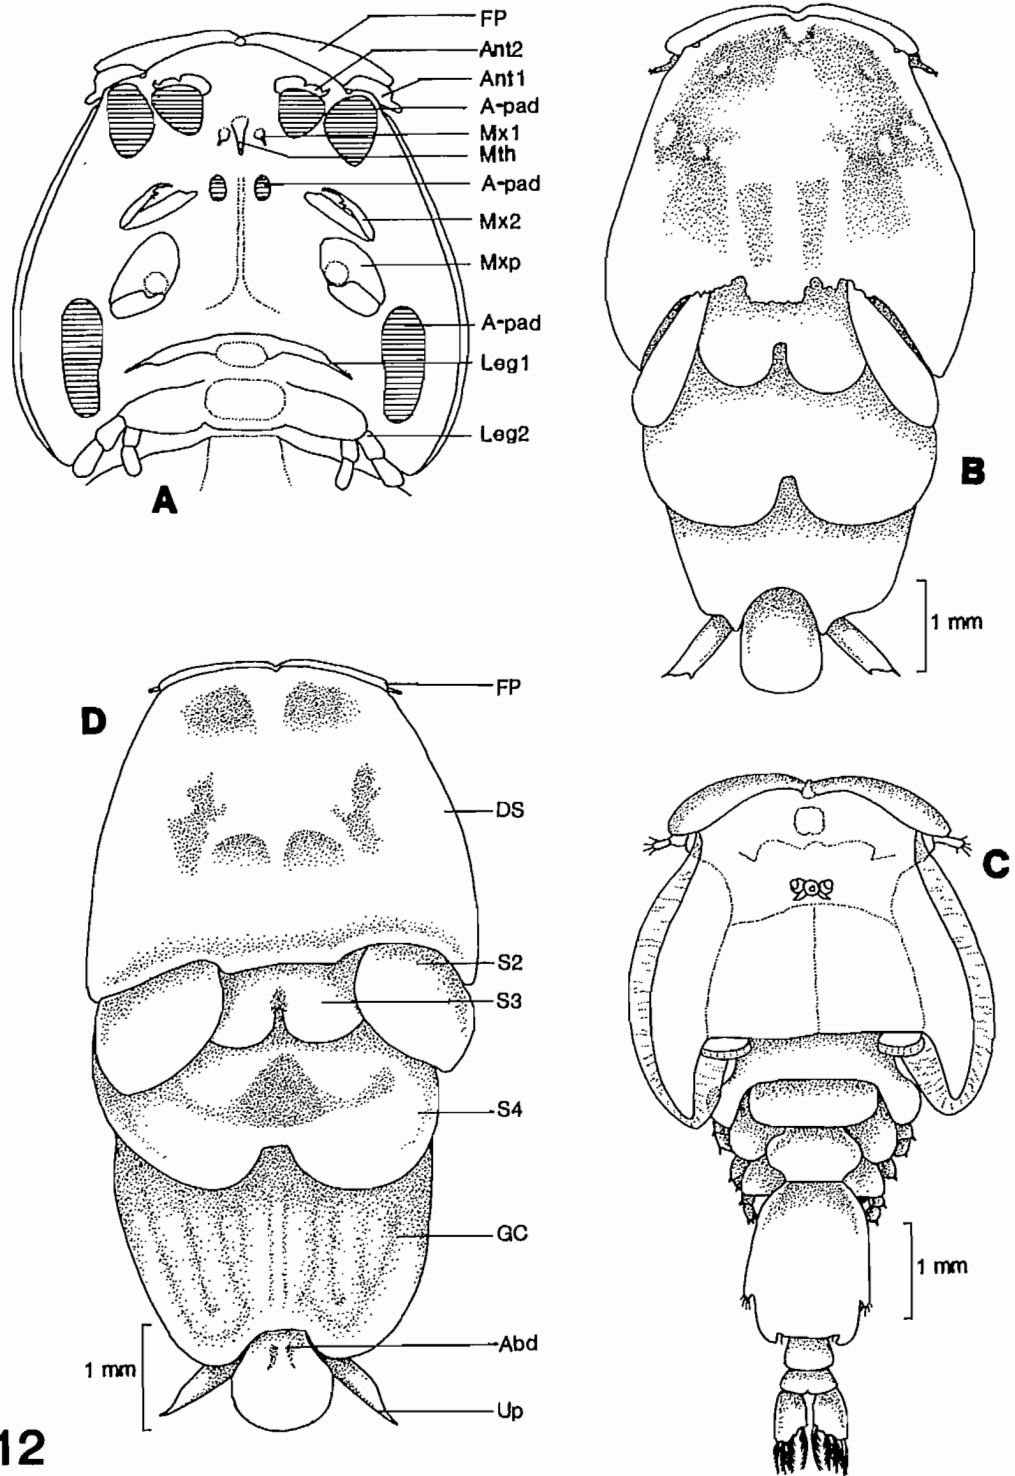 FP
Ant2
Ant1
A-pad
Mx1
Mth
A-pad
Mx2
Mxp
A-pad
Leg1
Leg2
A
B
1 mm
D
FP
DS
S2
S3
S4
GC
Abd
Up
1 mm
C
1 mm
12